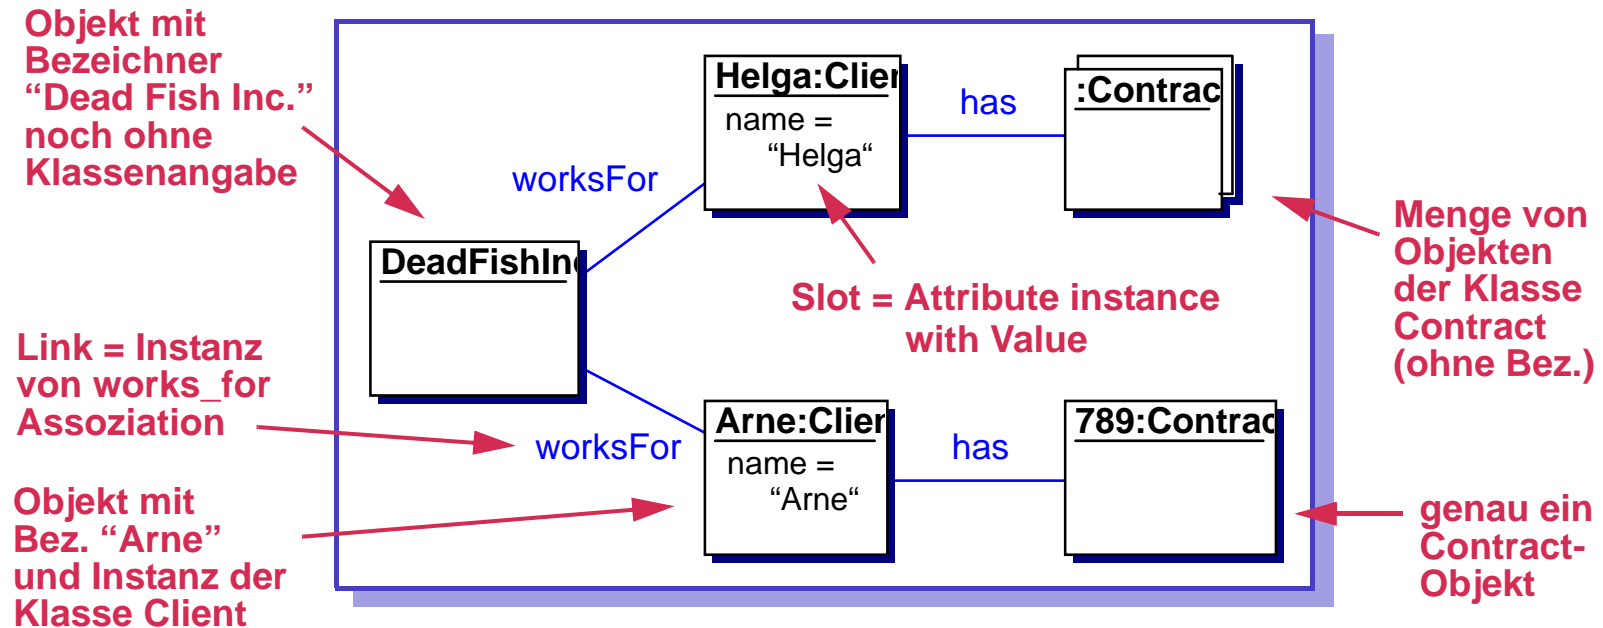 Objekt mit
Bezeichner
“Dead Fish Inc.”
noch ohne
Klassenangabe
Helga:Clien
name =
“Helga“
has
:Contrac
worksFor
DeadFishInc
Slot = Attribute instance
with Value
Menge von
Objekten
der Klasse
Contract
(ohne Bez.)
Link = Instanz
von works_for
Assoziation
worksFor
Arne:Clien
name =
“Arne“
has
789:Contrac
Objekt mit
Bez. “Arne”
und Instanz der
Klasse Client
genau ein
Contract-
Objekt